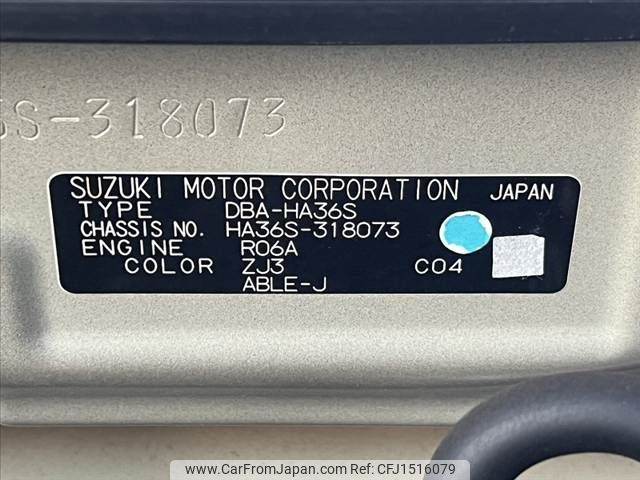 6S-318073
SUZUKI MOTOR CORPORATION JAPAN
TYPE DBA-HA36S
CHASSIS NO. HA36S-318073
ENGINE R06A
COLOR ZJ3 C04
ABLE-J
www.CarFromJapan.com | CFJ1516079